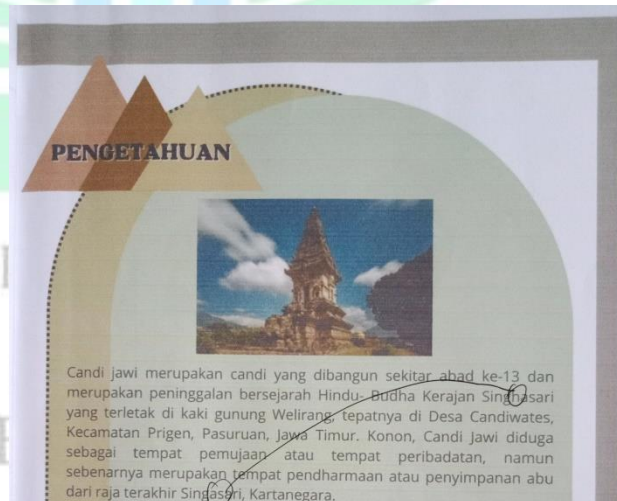 PENGETAHUAN
Candi jawi merupakan candi yang dibangun sekitar abad ke-13 dan
merupakan peninggalan bersejarah Hindu- Budha Kerajan Singhasari
yang terletak di kaki gunung Welirang, tepatnya di Desa Candiwates,
Kecamatan Prigen, Pasuruan, Jawa Timur. Konon, Candi Jawi diduga
sebagai tempat pemujaan atau tempat peribadatan, namun
sebenarnya merupakan tempat pendharmaan atau penyimpanan abu
dari raja terakhir Singasari, Kartanegara.